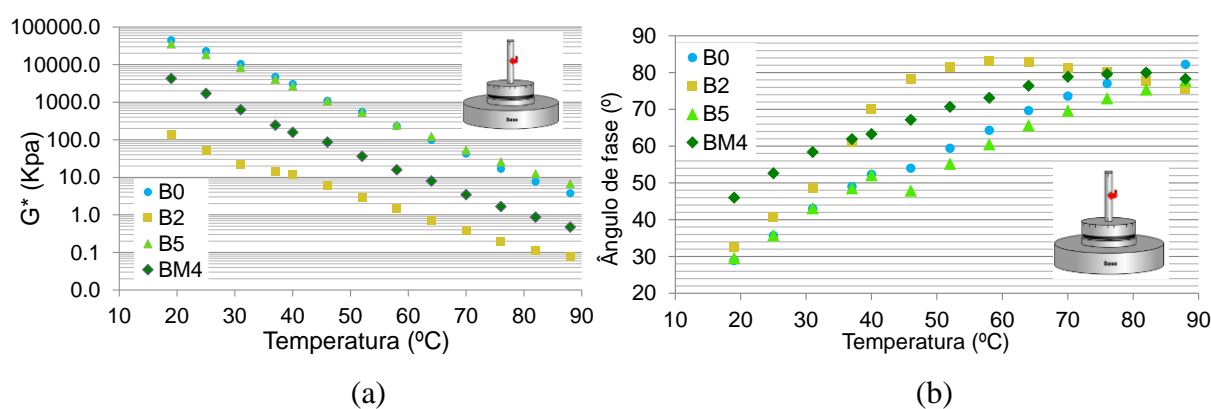 100000.0
10000.0
1000.0
100.0
10.0
1.0
0.1
0.0
G* (Kpa)
B0
B2
B5
BM4
Base
10 20 30 40 50 60 70 80 90
Temperatura (ºC)
(a)
90
80
70
60
50
40
30
20
Ângulo de fase (º)
B0
B2
B5
BM4
Base
10 20 30 40 50 60 70 80 90
Temperatura (ºC)
(b)